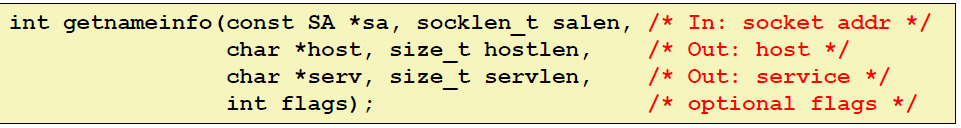 int getnameinfo(const SA *sa, socklen_t salen, /* In: socket addr */
char *host, size_t hostlen, /* Out: host */
char *serv, size_t servlen, /* Out: service */
int flags); /* optional flags */